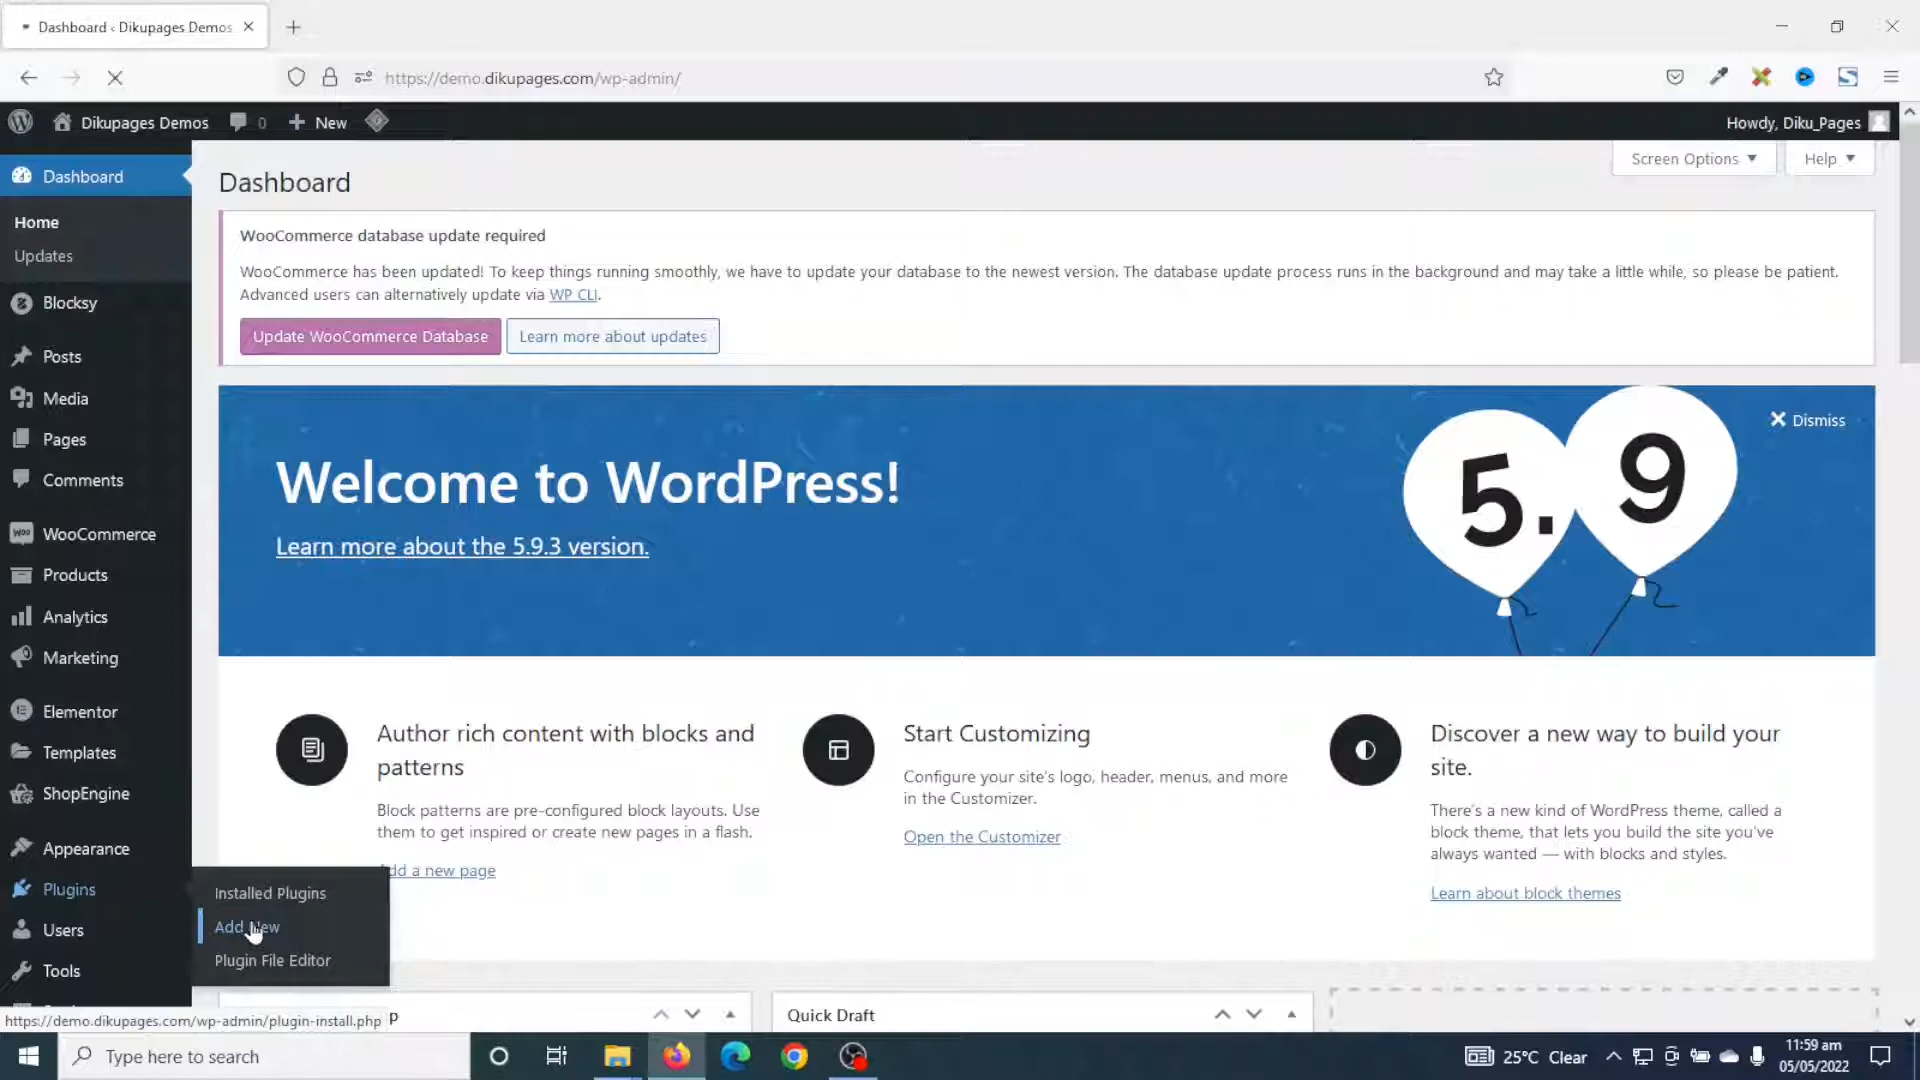 Dashboard ‹ Dikupages Demos
https://demo.dikupages.com/wp-admin/
Dikupages Demos
0
New
Howdy, Diku_Pages
Screen Options
Help
Dashboard
Home
Updates
Blocksy
Posts
Media
Pages
Comments
WooCommerce
Products
Analytics
Marketing
Elementor
Templates
ShopEngine
Appearance
Plugins
Users
Tools
Installed Plugins
Add New
Plugin File Editor
Dashboard
WooCommerce database update required
WooCommerce has been updated! To keep things running smoothly, we have to update your database to the newest version. The database update process runs in the background and may take a little while, so please be patient.
Advanced users can alternatively update via WP CLI.
Update WooCommerce Database
Learn more about updates
Dismiss
Welcome to WordPress!
Learn more about the 5.9.3 version.
5.9
Author rich content with blocks and
patterns
Block patterns are pre-configured block layouts. Use
them to get inspired or create new pages in a flash.
dd a new page
Start Customizing
Configure your site's logo, header, menus, and more
in the Customizer.
Open the Customizer
Discover a new way to build your
site.
There's a new kind of WordPress theme, called a
block theme, that lets you build the site you've
always wanted — with blocks and styles.
Learn about block themes
p
Quick Draft
https://demo.dikupages.com/wp-admin/plugin-install.php
Type here to search
25°C Clear
11:59 am
05/05/2022